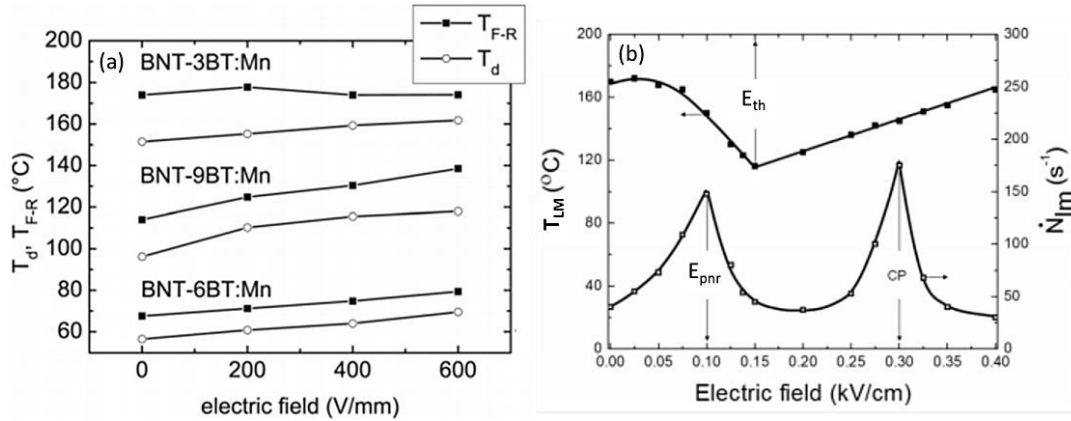 T_F-R
T_d
(a)
BNT-3BT:Mn
BNT-9BT:Mn
BNT-6BT:Mn
200
180
160
140
120
100
80
60
T_d, T_F-R (°C)
0 200 400 600
electric field (V/mm)
(b)
200
160
120
80
40
0
T_LM (°C)
E_th
E_pnr
CP
300
250
200
150
100
50
0
Ṅ_lm (s⁻¹)
0.00 0.05 0.10 0.15 0.20 0.25 0.30 0.35 0.40
Electric field (kV/cm)